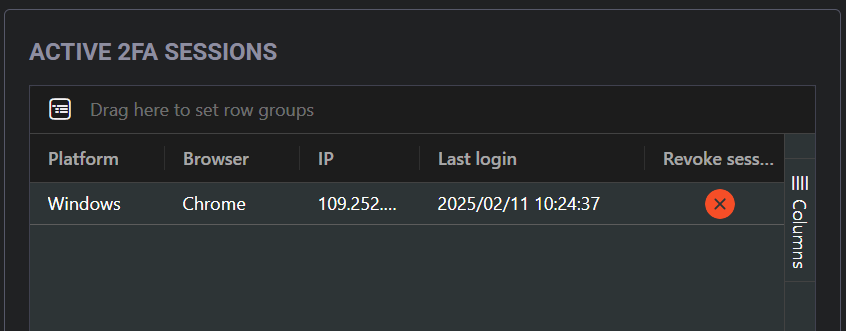 ACTIVE 2FA SESSIONS
Drag here to set row groups
Platform Browser IP Last login Revoke sess...
Windows Chrome 109.252.... 2025/02/11 10:24:37
Columns